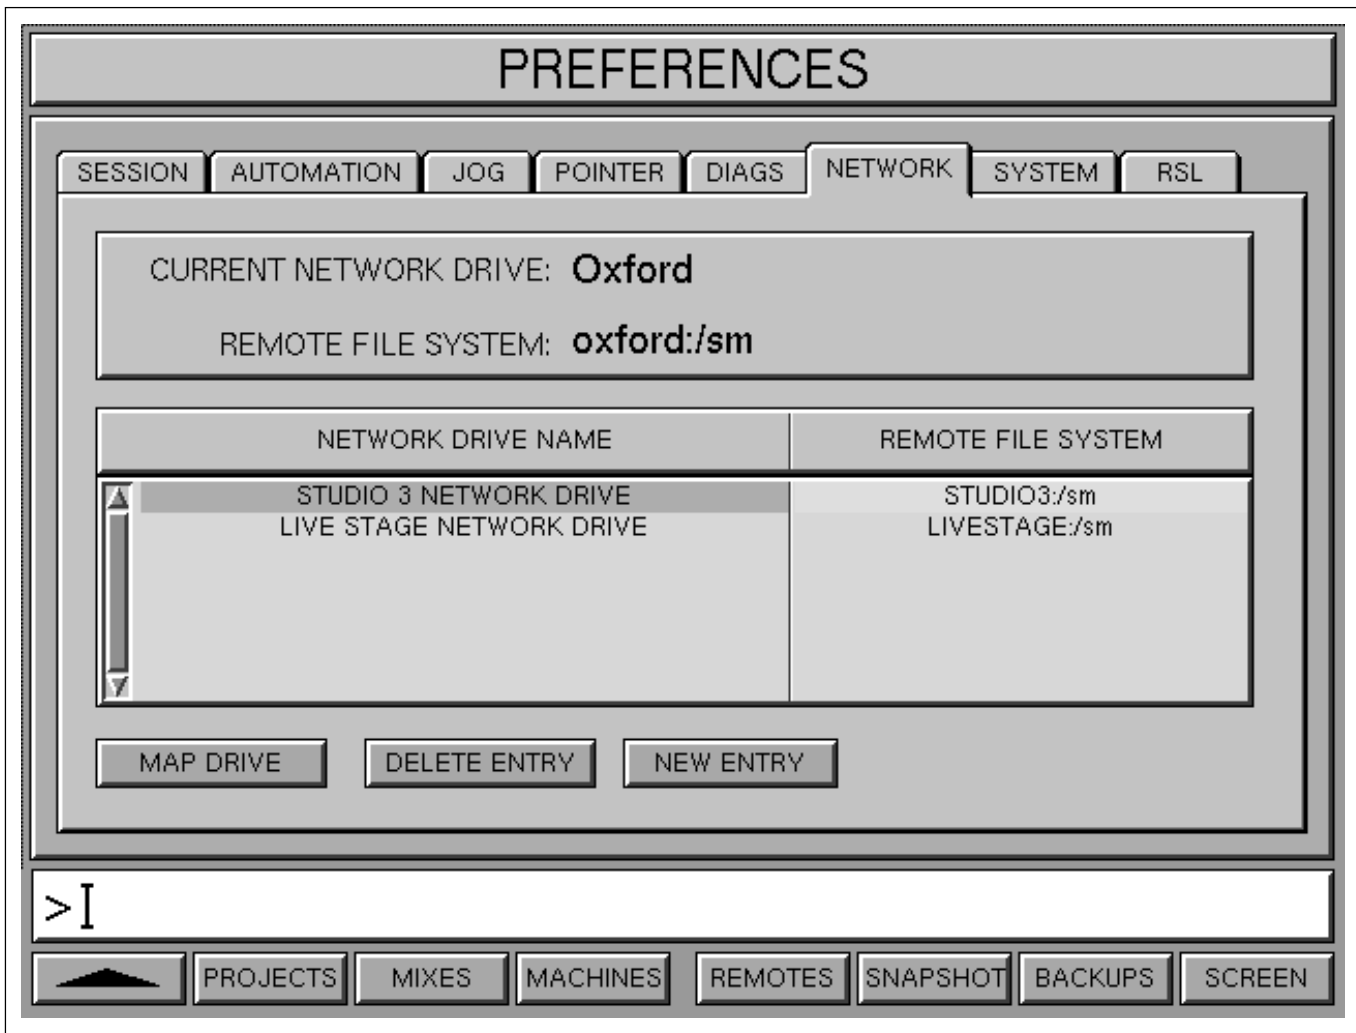 PREFERENCES
SESSION AUTOMATION JOG POINTER DIAGS NETWORK SYSTEM RSL
CURRENT NETWORK DRIVE: Oxford
REMOTE FILE SYSTEM: oxford:/sm
NETWORK DRIVE NAME REMOTE FILE SYSTEM
STUDIO 3 NETWORK DRIVE STUDIO3:/sm
LIVE STAGE NETWORK DRIVE LIVESTAGE:/sm
MAP DRIVE DELETE ENTRY NEW ENTRY
>
PROJECTS MIXES MACHINES REMOTES SNAPSHOT BACKUPS SCREEN